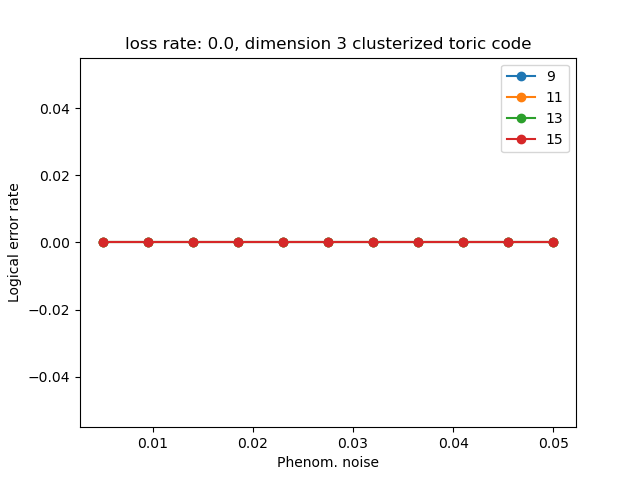 loss rate: 0.0, dimension 3 clusterized toric code
9
11
13
15
0.04
0.02
0.00
−0.02
−0.04
Logical error rate
0.01 0.02 0.03 0.04 0.05
Phenom. noise